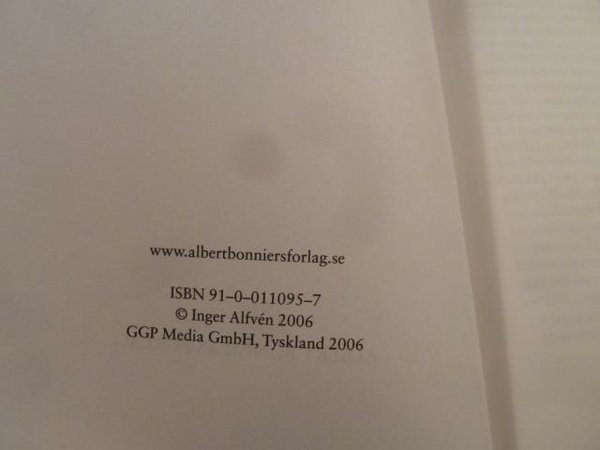 www.albertbonniersforlag.se
ISBN 91–0–011095–7
© Inger Alfvén 2006
GGP Media GmbH, Tyskland 2006